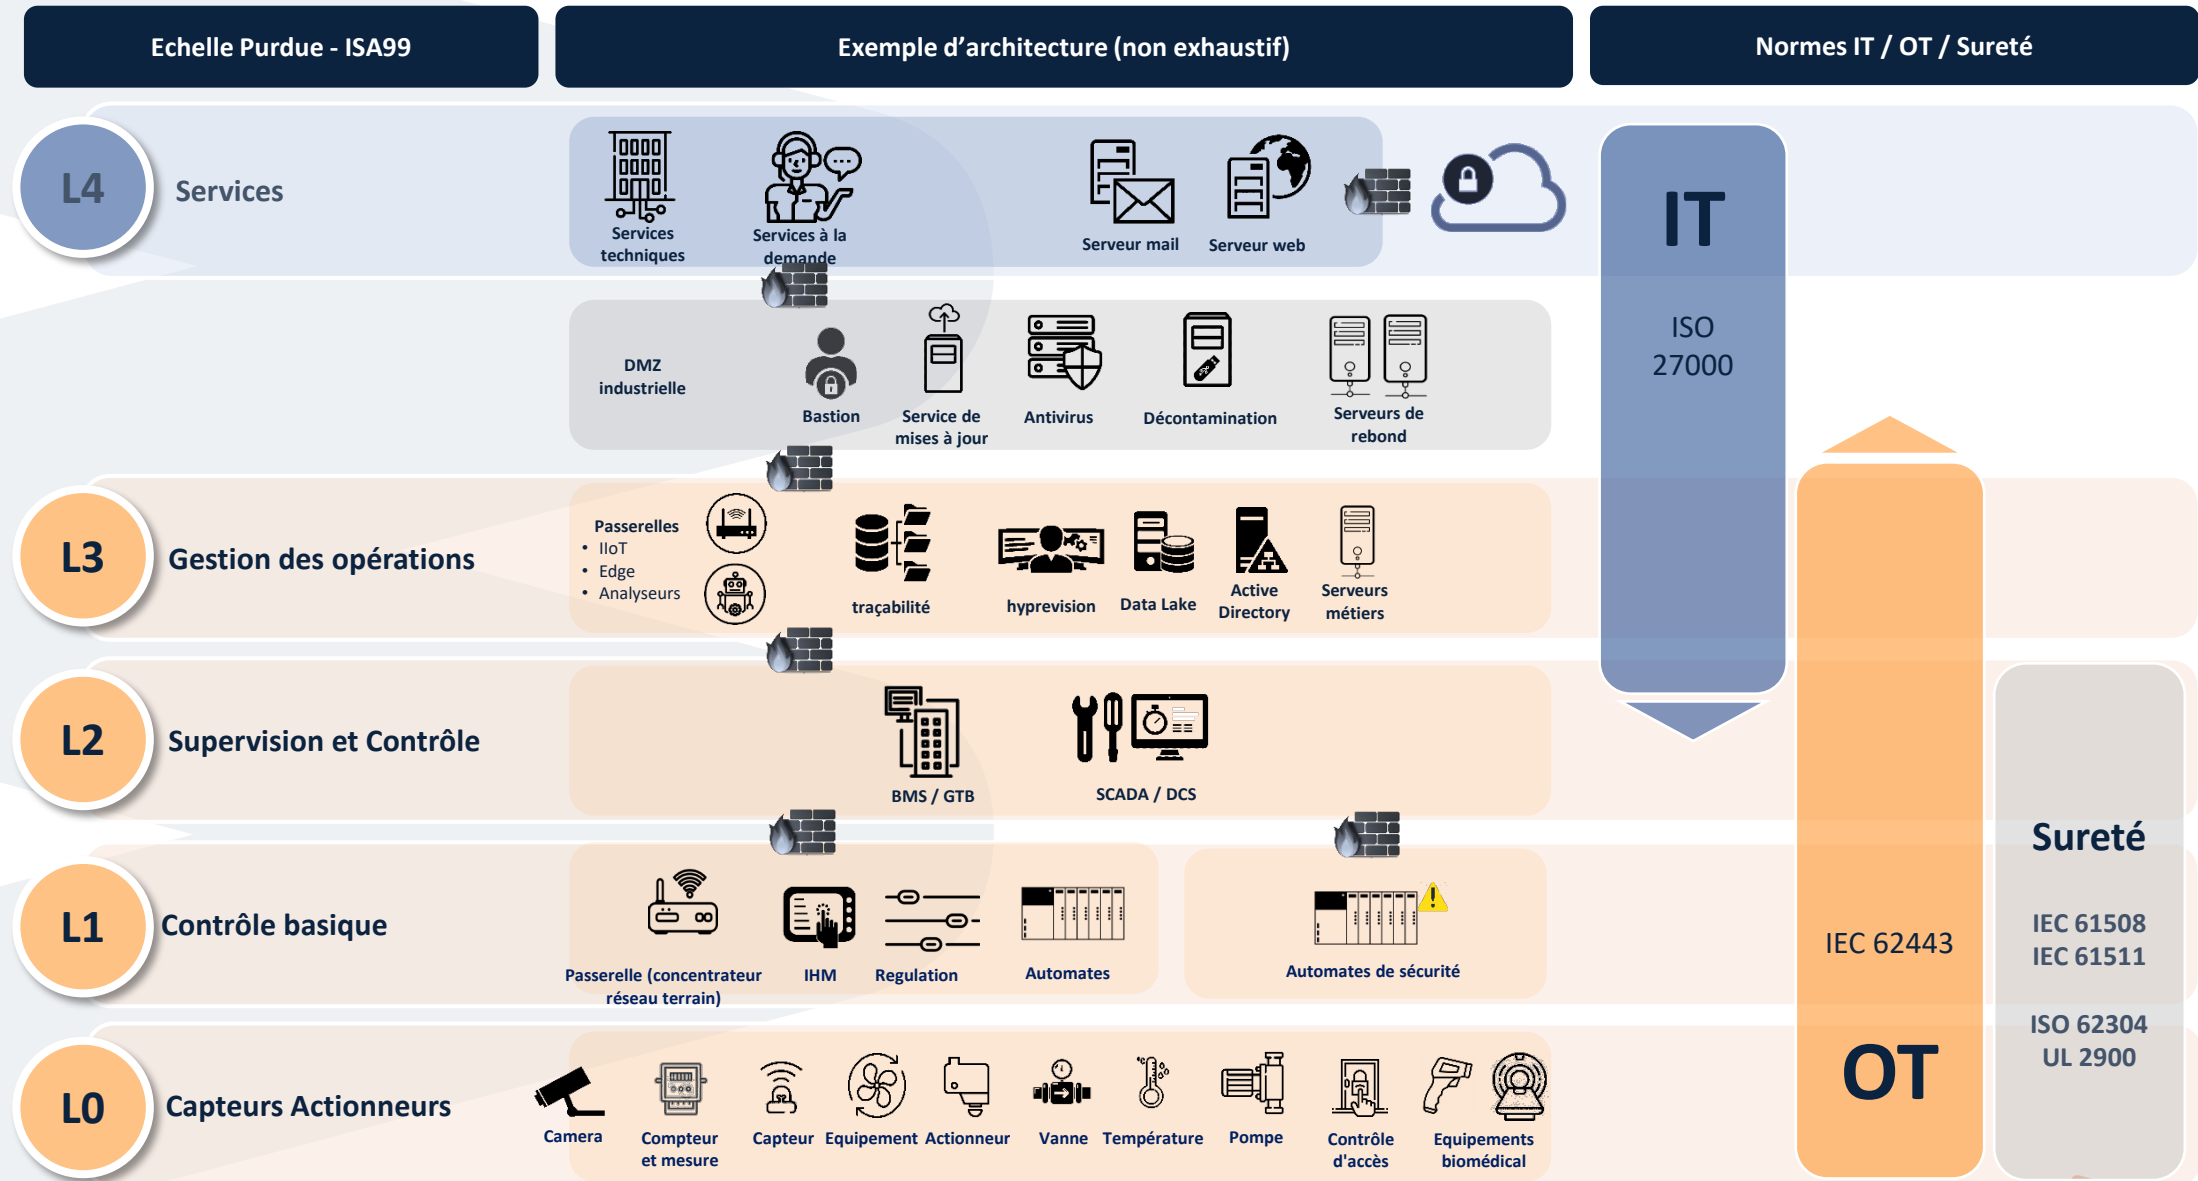 Echelle Purdue - ISA99
Exemple d'architecture (non exhaustif)
Normes IT / OT / Sureté
L4
Services
Services
techniques
Services à la
demande
Serveur mail
Serveur web
IT
ISO
27000
DMZ
industrielle
Bastion
Service de
mises à jour
Antivirus
Décontamination
Serveurs de
rebond
L3
Gestion des opérations
Passerelles
• IIoT
• Edge
• Analyseurs
traçabilité
hyprevision
Data Lake
Active
Directory
Serveurs
métiers
L2
Supervision et Contrôle
BMS / GTB
SCADA / DCS
L1
Contrôle basique
Passerelle (concentrateur
réseau terrain)
IHM
Regulation
Automates
Automates de sécurité
IEC 62443
OT
Sureté
IEC 61508
IEC 61511
ISO 62304
UL 2900
L0
Capteurs Actionneurs
Camera
Compteur
et mesure
Capteur
Equipement
Actionneur
Vanne
°C
Température
Pompe
Contrôle
d'accès
Equipements
biomédical